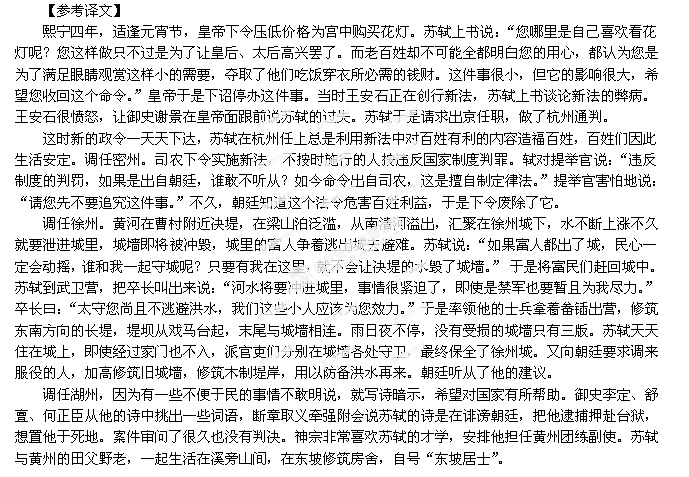 【参考译文】
熙宁四年，适逢元宵节，皇帝下令压低价格为宫中购买花灯。苏轼上书说：“您哪里是自己喜欢看花
灯呢？您这样做只不过是为了让皇后、太后高兴罢了。而老百姓却不可能全都明白您的用心，都认为您是
为了满足眼睛观赏这样小的需要，夺取了他们吃饭穿衣所必需的钱财。这件事很小，但它的影响很大，希
望您收回这个命令。”皇帝于是下诏停办这件事。当时王安石正在创行新法，苏轼上书谈论新法的弊病。
王安石很愤怒，让御史谢景在皇帝面跟前说苏轼的过失。苏轼于是请求出京任职，做了杭州通判。
这时新的政令一天天下达，苏轼在杭州任上总是利用新法中对百姓有利的内容造福百姓，百姓们因此
生活安定。调任密州。司农下令实施新法，不按时施行的人按违反国家制度判罪。轼对提举官说：“违反
制度的判罚，如果是出自朝廷，谁敢不听从？如今命令出自司农，这是擅自制定律法。”提举官害怕地说：
“请您先不要追究这件事。”不久，朝廷知道这个法令危害百姓利益，于是下令废除了它。
调任徐州。黄河在曹村附近决堤，在梁山泊泛滥，从南清河溢出，汇聚在徐州城下，水不断上涨不久
就要泄进城里，城墙即将被冲毁，城里的富人争着逃出城去避难。苏轼说：“如果富人都出了城，民心一
定会动摇，谁和我一起守城呢？只要有我在这里，就不会让决堤的水毁了城墙。” 于是将富民们赶回城中。
苏轼到武卫营，把卒长叫出来说：“河水将要冲进城里，事情很紧迫了，即使是禁军也要暂且为我尽力。”
卒长曰：“太守您尚且不逃避洪水，我们这些小人应该为您效力。”于是率领他的士兵拿着畚锸出营，修筑
东南方向的长堤，堤坝从戏马台起，末尾与城墙相连。雨日夜不停，没有受损的城墙只有三版。苏轼天天
住在城上，即使经过家门也不入，派官吏们分别在城墙各处守卫，最终保全了徐州城。又向朝廷要求调来
服役的人，加高修筑旧城墙，修筑木制堤岸，用以防备洪水再来。朝廷听从了他的建议。
调任湖州，因为有一些不便于民的事情不敢明说，就写诗暗示，希望对国家有所帮助。御史李定、舒
亶、何正臣从他的诗中挑出一些词语，断章取义牵强附会说苏轼的诗是在诽谤朝廷，把他逮捕押赴台狱，
想置他于死地。案件审问了很久也没有判决。神宗非常喜欢苏轼的才学，安排他担任黄州团练副使。苏轼
与黄州的田父野老，一起生活在溪旁山间，在东坡修筑房舍，自号“东坡居士”。